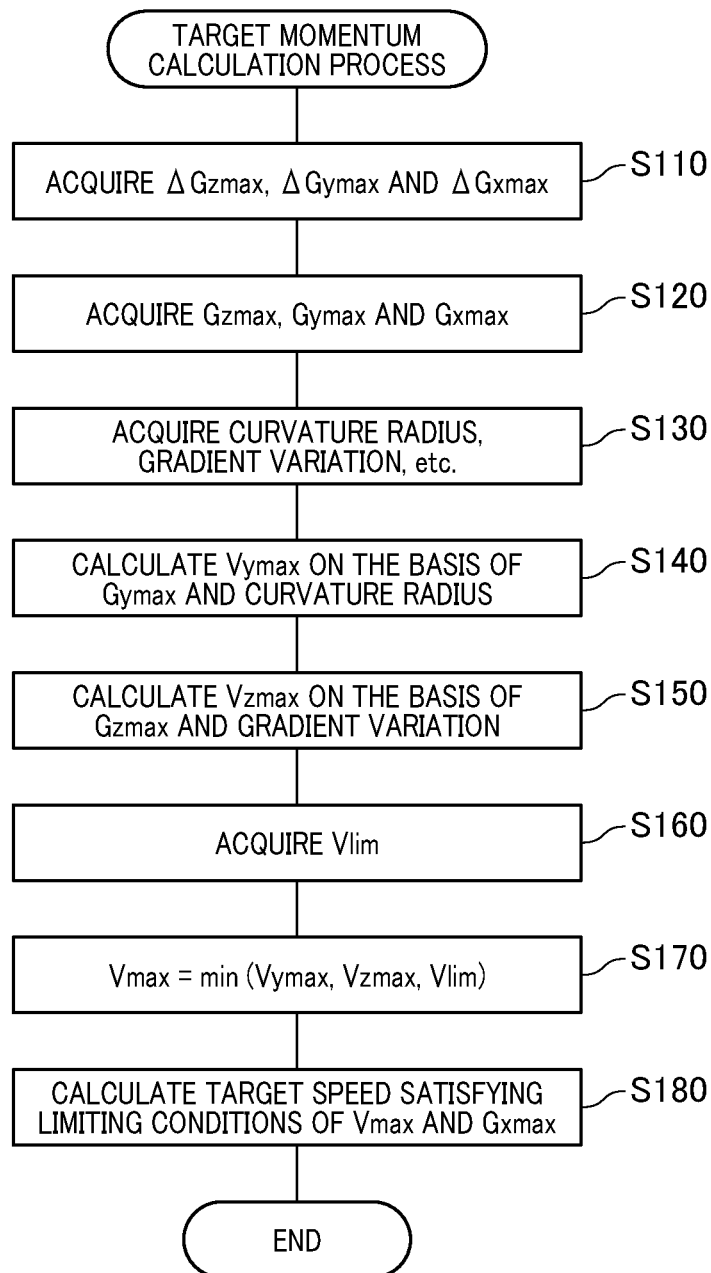 TARGET MOMENTUM
CALCULATION PROCESS
ACQUIRE ΔGzmax, ΔGymax AND ΔGxmax
S110
ACQUIRE Gzmax, Gymax AND Gxmax
S120
ACQUIRE CURVATURE RADIUS,
GRADIENT VARIATION, etc.
S130
CALCULATE Vymax ON THE BASIS OF
Gymax AND CURVATURE RADIUS
S140
CALCULATE Vzmax ON THE BASIS OF
Gzmax AND GRADIENT VARIATION
S150
ACQUIRE Vlim
S160
Vmax = min (Vymax, Vzmax, Vlim)
S170
CALCULATE TARGET SPEED SATISFYING
LIMITING CONDITIONS OF Vmax AND Gxmax
S180
END